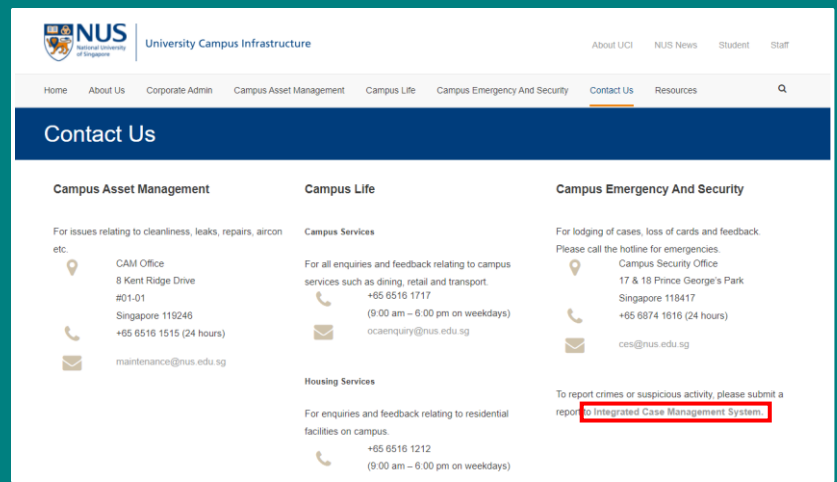 NUS
National University
of Singapore
University Campus Infrastructure
About UCI
NUS News
Student
Staff
Home
About Us
Corporate Admin
Campus Asset Management
Campus Life
Campus Emergency And Security
Contact Us
Resources
Contact Us
Campus Asset Management
For issues relating to cleanliness, leaks, repairs, aircon
etc.
CAM Office
8 Kent Ridge Drive
#01-01
Singapore 119246
+65 6516 1515 (24 hours)
maintenance@nus.edu.sg
Campus Life
Campus Services
For all enquiries and feedback relating to campus
services such as dining, retail and transport.
+65 6516 1717
(9:00 am – 6:00 pm on weekdays)
ocaenquiry@nus.edu.sg
Housing Services
For enquiries and feedback relating to residential
facilities on campus.
+65 6516 1212
(9:00 am – 6:00 pm on weekdays)
Campus Emergency And Security
For lodging of cases, loss of cards and feedback.
Please call the hotline for emergencies.
Campus Security Office
17 & 18 Prince George's Park
Singapore 118417
+65 6874 1616 (24 hours)
ces@nus.edu.sg
To report crimes or suspicious activity, please submit a
report to Integrated Case Management System.